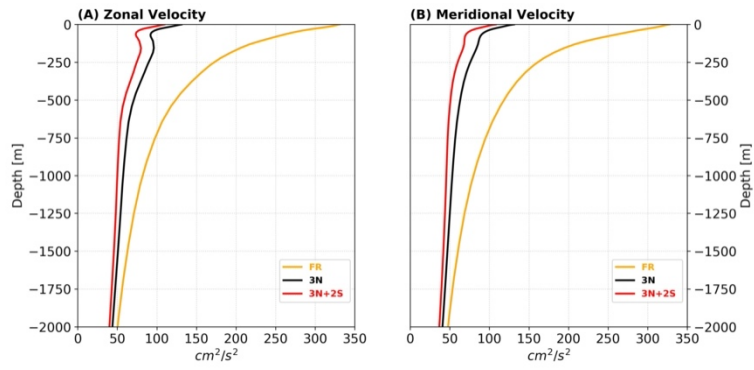 (A) Zonal Velocity
0
−250
−500
−750
−1000
−1250
−1500
−1750
−2000
Depth [m]
FR
3N
3N+2S
0 50 100 150 200 250 300 350
cm²/s²
(B) Meridional Velocity
0
−250
−500
−750
−1000
−1250
−1500
−1750
−2000
Depth [m]
FR
3N
3N+2S
0 50 100 150 200 250 300 350
cm²/s²